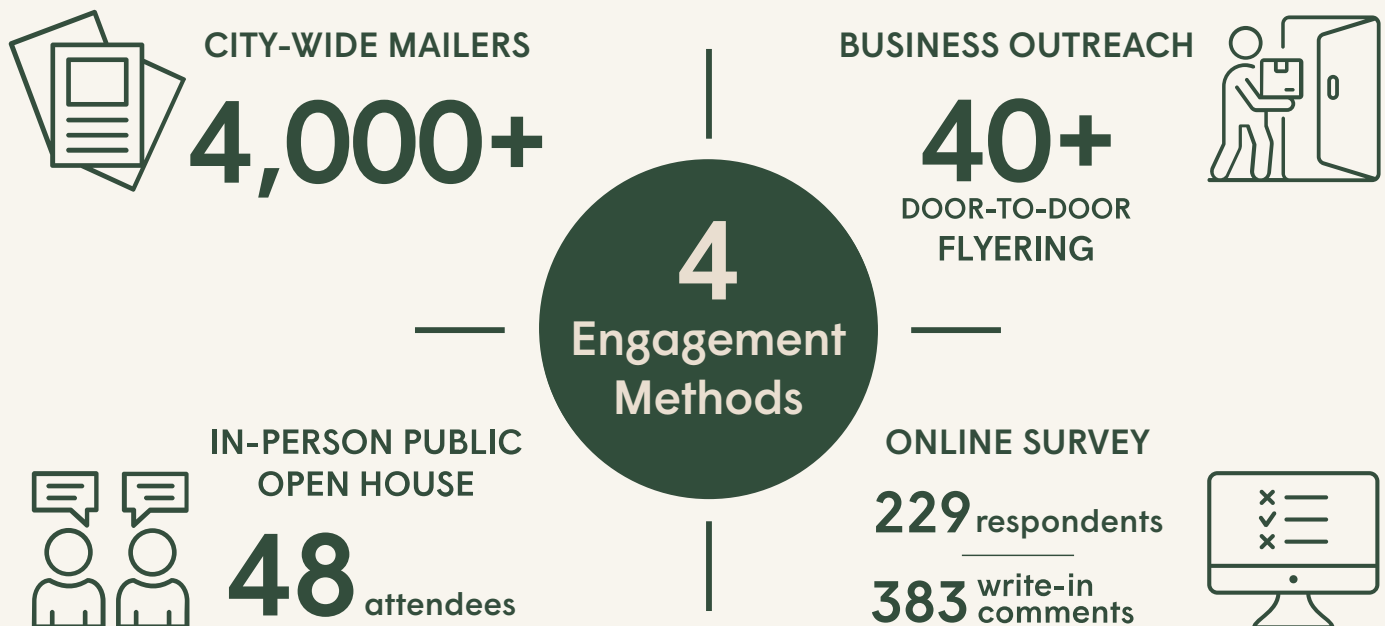 CITY-WIDE MAILERS
4,000+
BUSINESS OUTREACH
40+
DOOR-TO-DOOR
FLYERING
4
Engagement
Methods
IN-PERSON PUBLIC
OPEN HOUSE
48 attendees
ONLINE SURVEY
229 respondents
383 write-in
comments